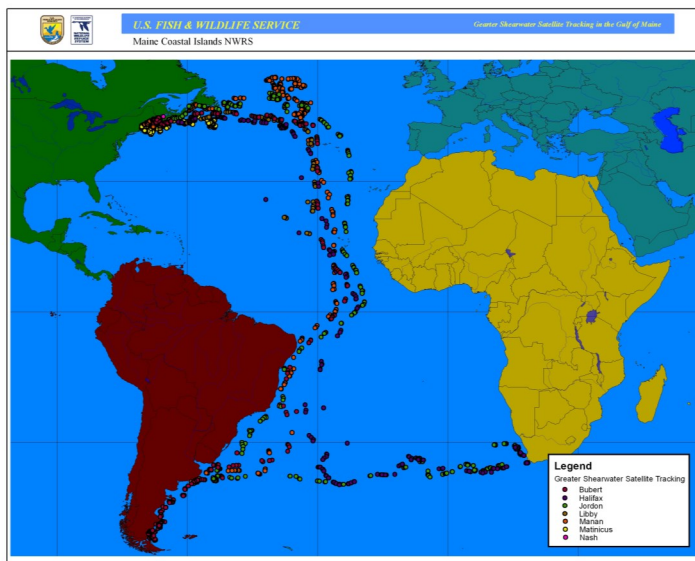 U.S. FISH & WILDLIFE SERVICE
Greater Shearwater Satellite Tracking in the Gulf of Maine
Maine Coastal Islands NWRS
Legend
Greater Shearwater Satellite Tracking
Bubert
Halifax
Jordon
Libby
Manan
Matinicus
Nash